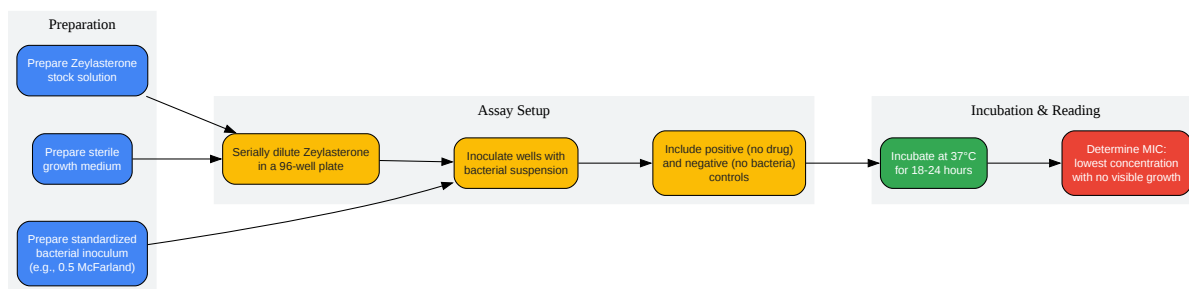 Preparation
Prepare Zeylasterone
stock solution
Prepare sterile
growth medium
Prepare standardized
bacterial inoculum
(e.g., 0.5 McFarland)
Assay Setup
Serially dilute Zeylasterone
in a 96-well plate
Inoculate wells with
bacterial suspension
Include positive (no drug)
and negative (no bacteria)
controls
Incubation & Reading
Incubate at 37°C
for 18-24 hours
Determine MIC:
lowest concentration
with no visible growth